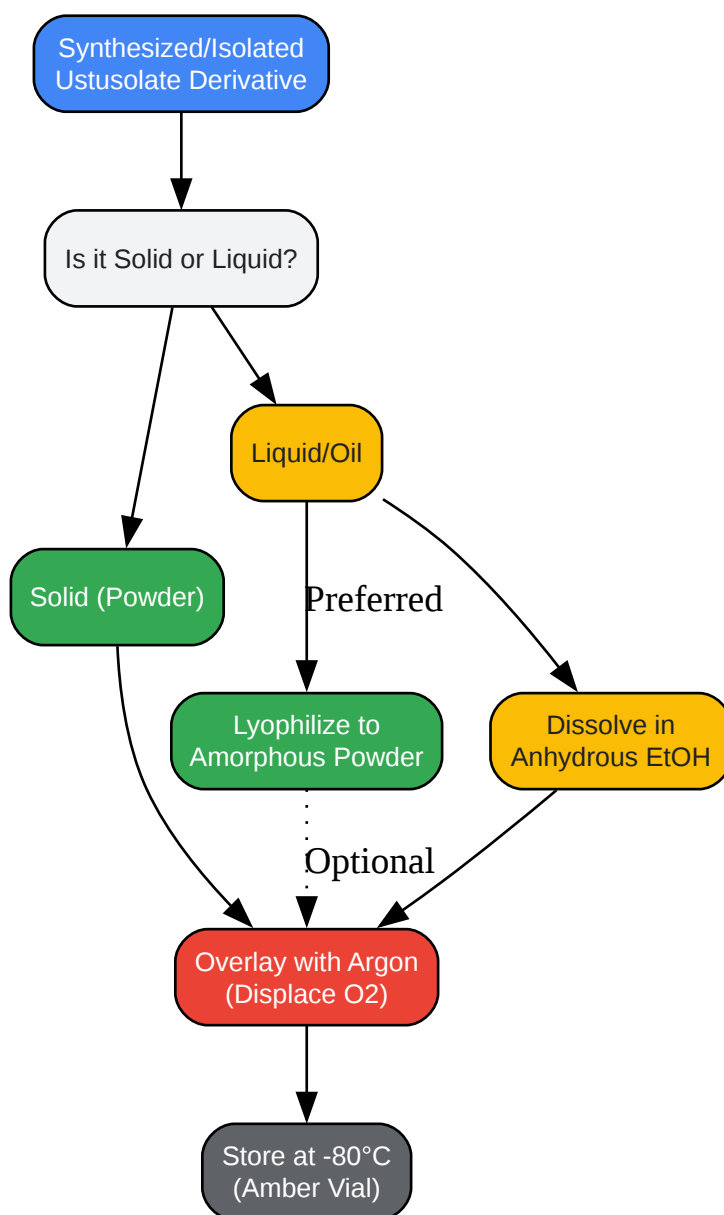 Synthesized/Isolated
Ustusolate Derivative
Is it Solid or Liquid?
Liquid/Oil
Solid (Powder)
Preferred
Lyophilize to
Amorphous Powder
Dissolve in
Anhydrous EtOH
Optional
Overlay with Argon
(Displace O2)
Store at -80°C
(Amber Vial)